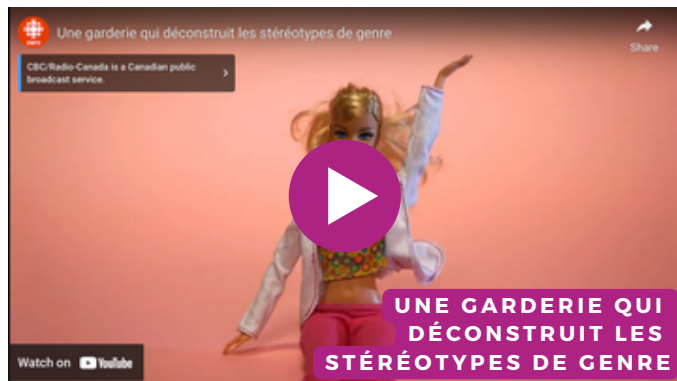 Une garderie qui déconstruit les stéréotypes de genre
Share
CBC/Radio-Canada is a Canadian public
broadcast service.
UNE GARDERIE QUI
DÉCONSTRUIT LES
STÉRÉOTYPES DE GENRE
Watch on YouTube